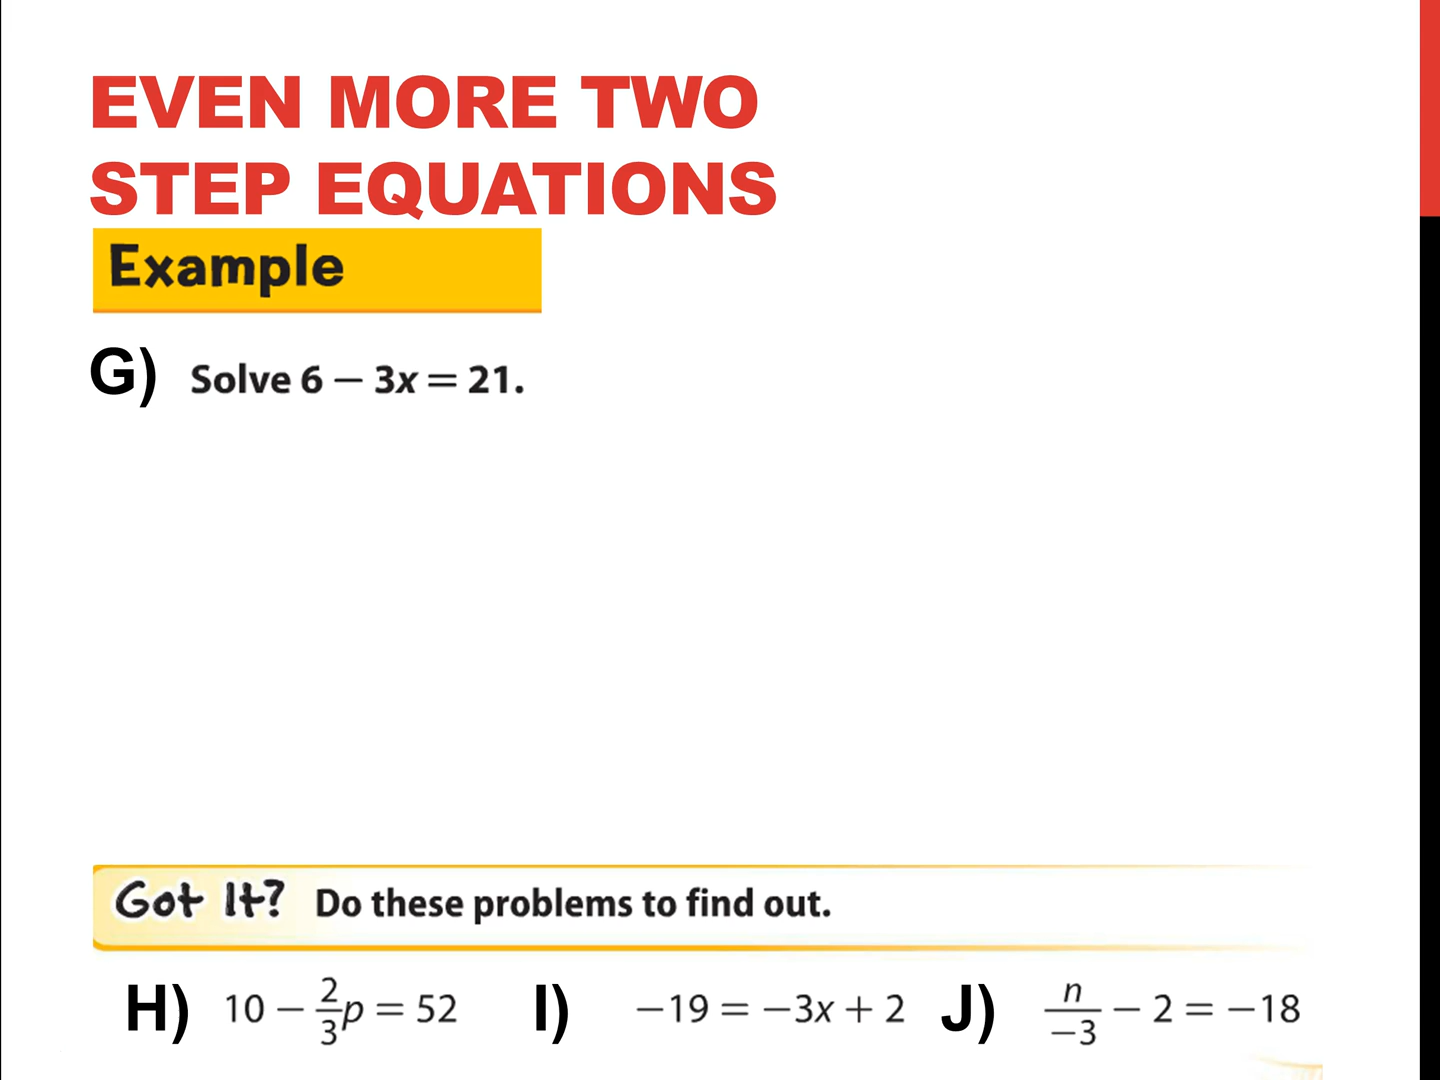 EVEN MORE TWO
STEP EQUATIONS
Example
G) Solve 6 − 3x = 21.
Got It? Do these problems to find out.
H) 10 − 2/3 p = 52 I) −19 = −3x + 2 J) n/−3 − 2 = −18